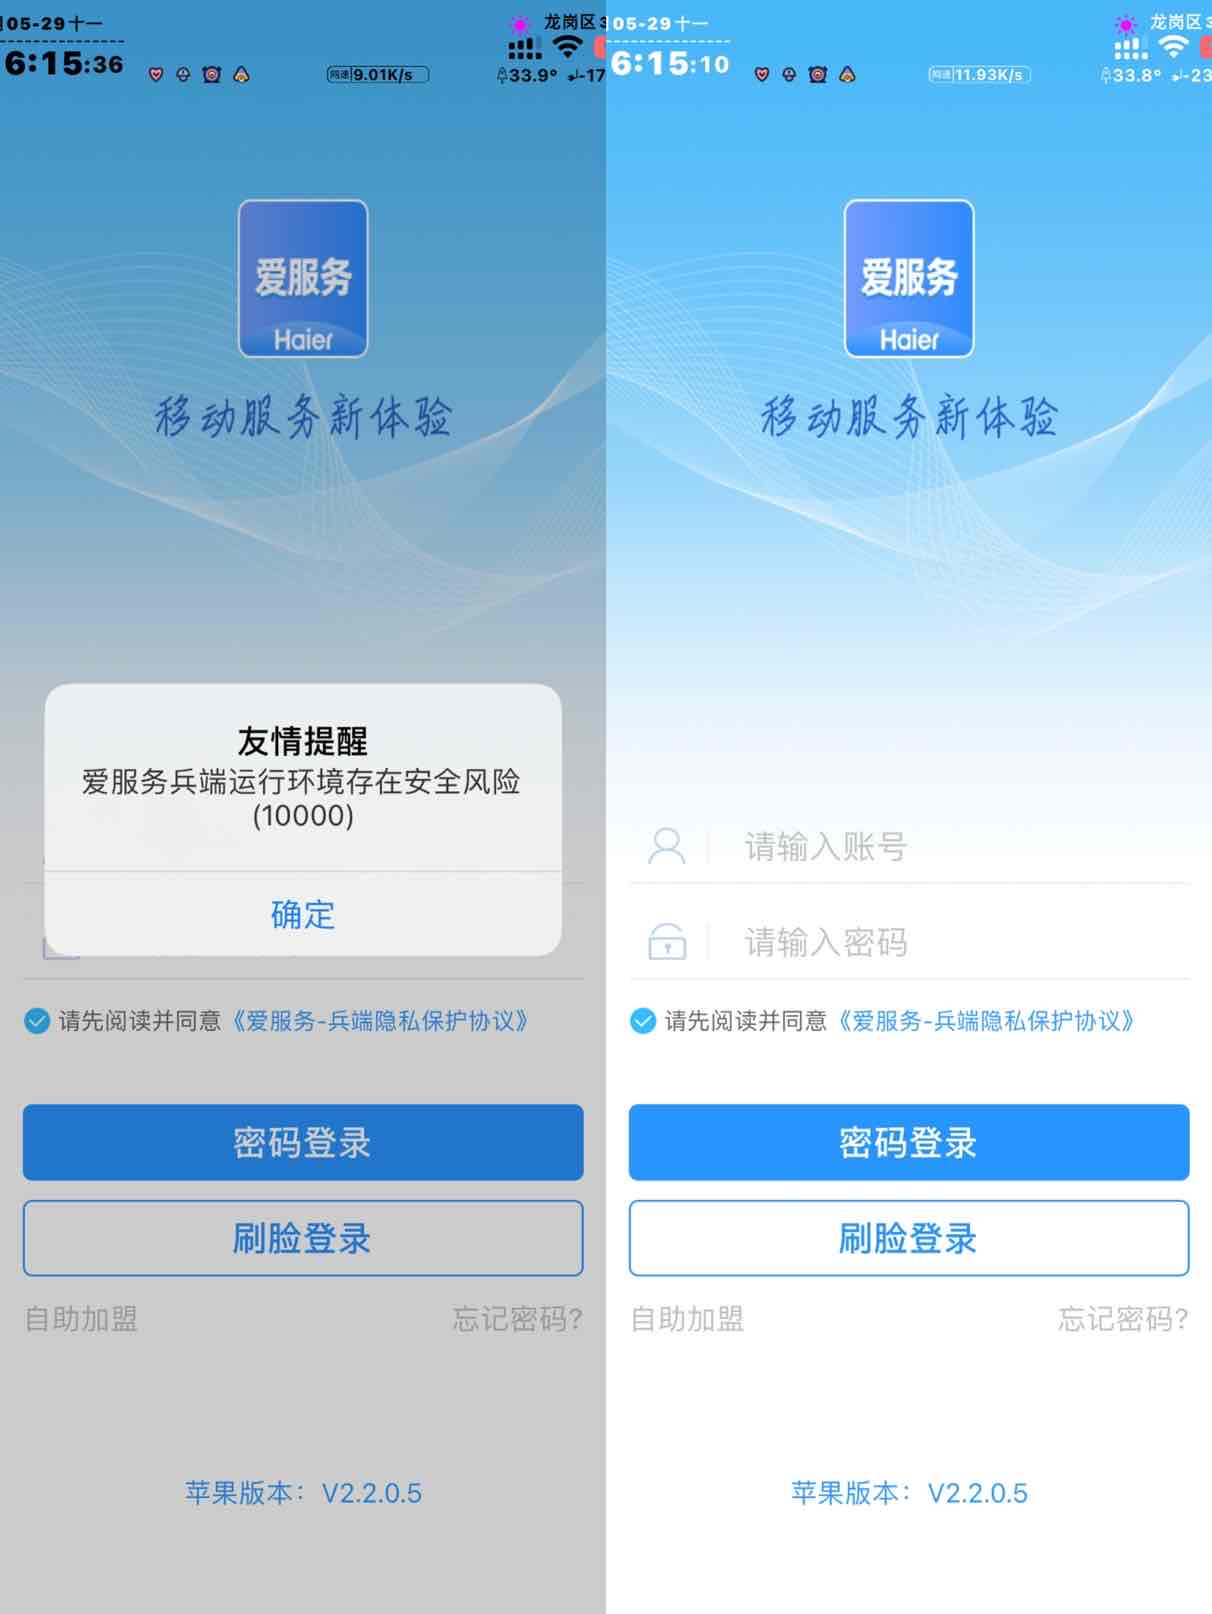 05-29 十一
龙岗区
6:15:36
网速 9.01K/s
33.9°
-17
爱服务
Haier
移动服务新体验
友情提醒
爱服务兵端运行环境存在安全风险
(10000)
确定
请先阅读并同意《爱服务-兵端隐私保护协议》
密码登录
刷脸登录
自助加盟
忘记密码?
苹果版本：V2.2.0.5
05-29 十一
龙岗区
6:15:10
网速 11.93K/s
33.8°
-23
爱服务
Haier
移动服务新体验
请输入账号
请输入密码
请先阅读并同意《爱服务-兵端隐私保护协议》
密码登录
刷脸登录
自助加盟
忘记密码?
苹果版本：V2.2.0.5